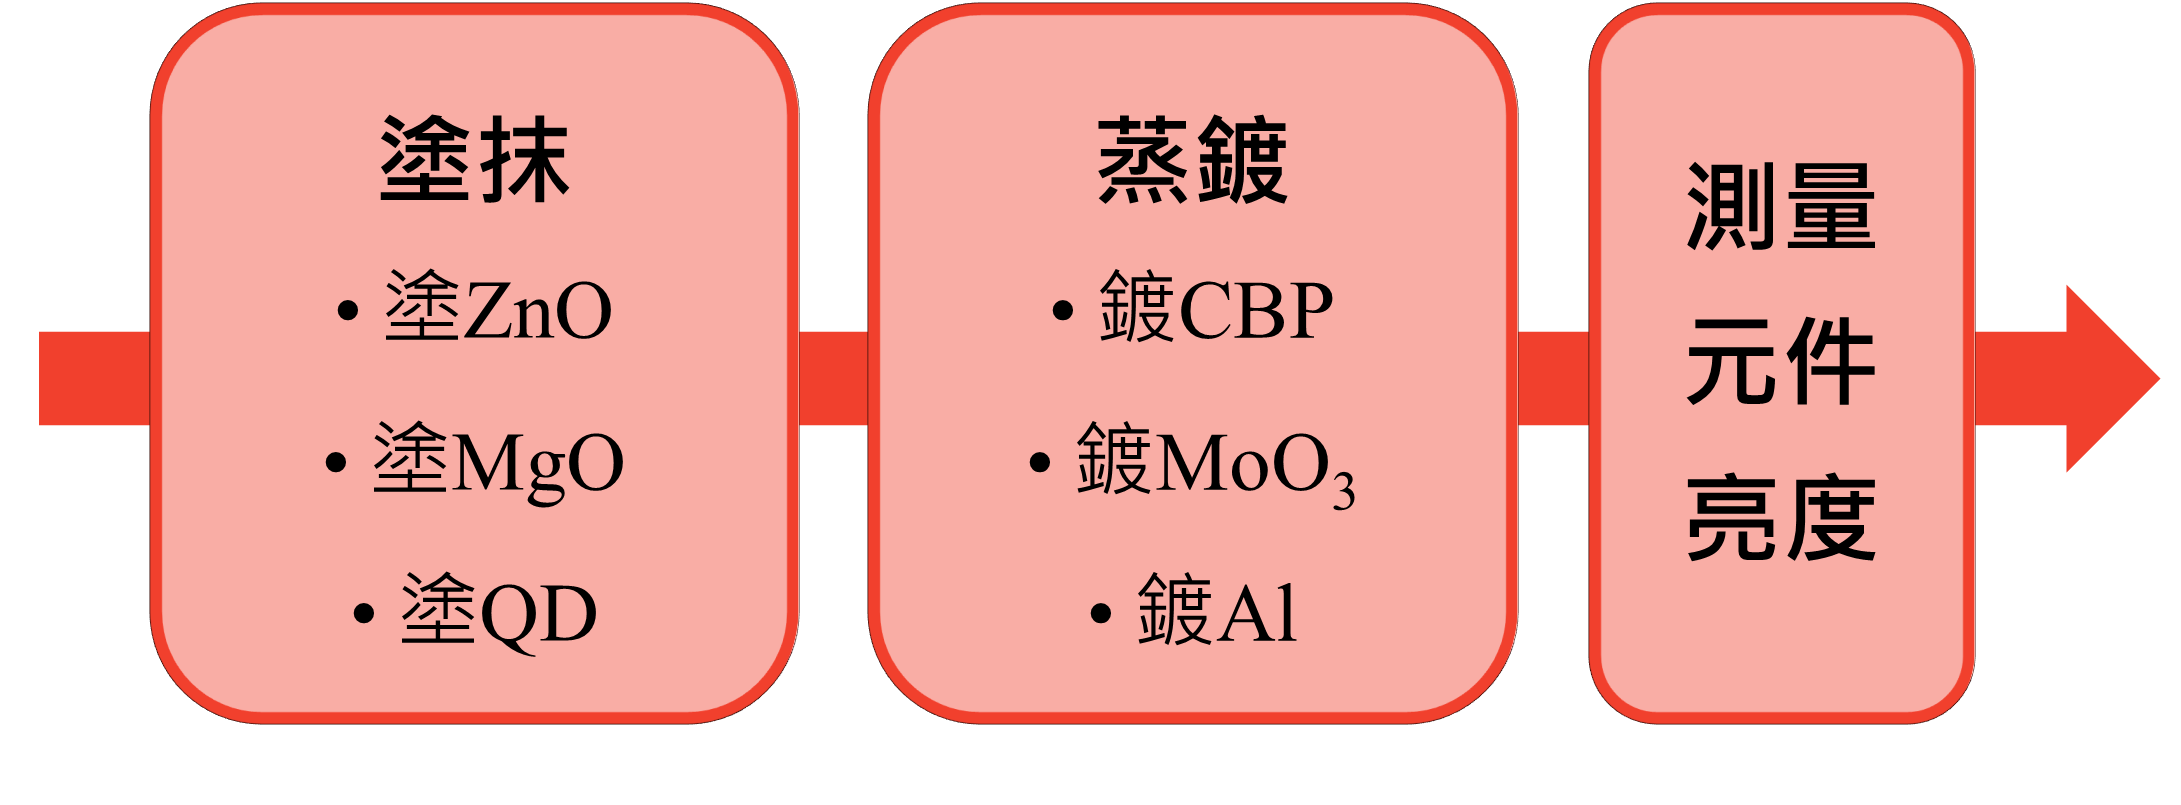 塗抹
• 塗ZnO
• 塗MgO
• 塗QD
蒸鍍
• 鍍CBP
• 鍍MoO₃
• 鍍Al
測量
元件
亮度